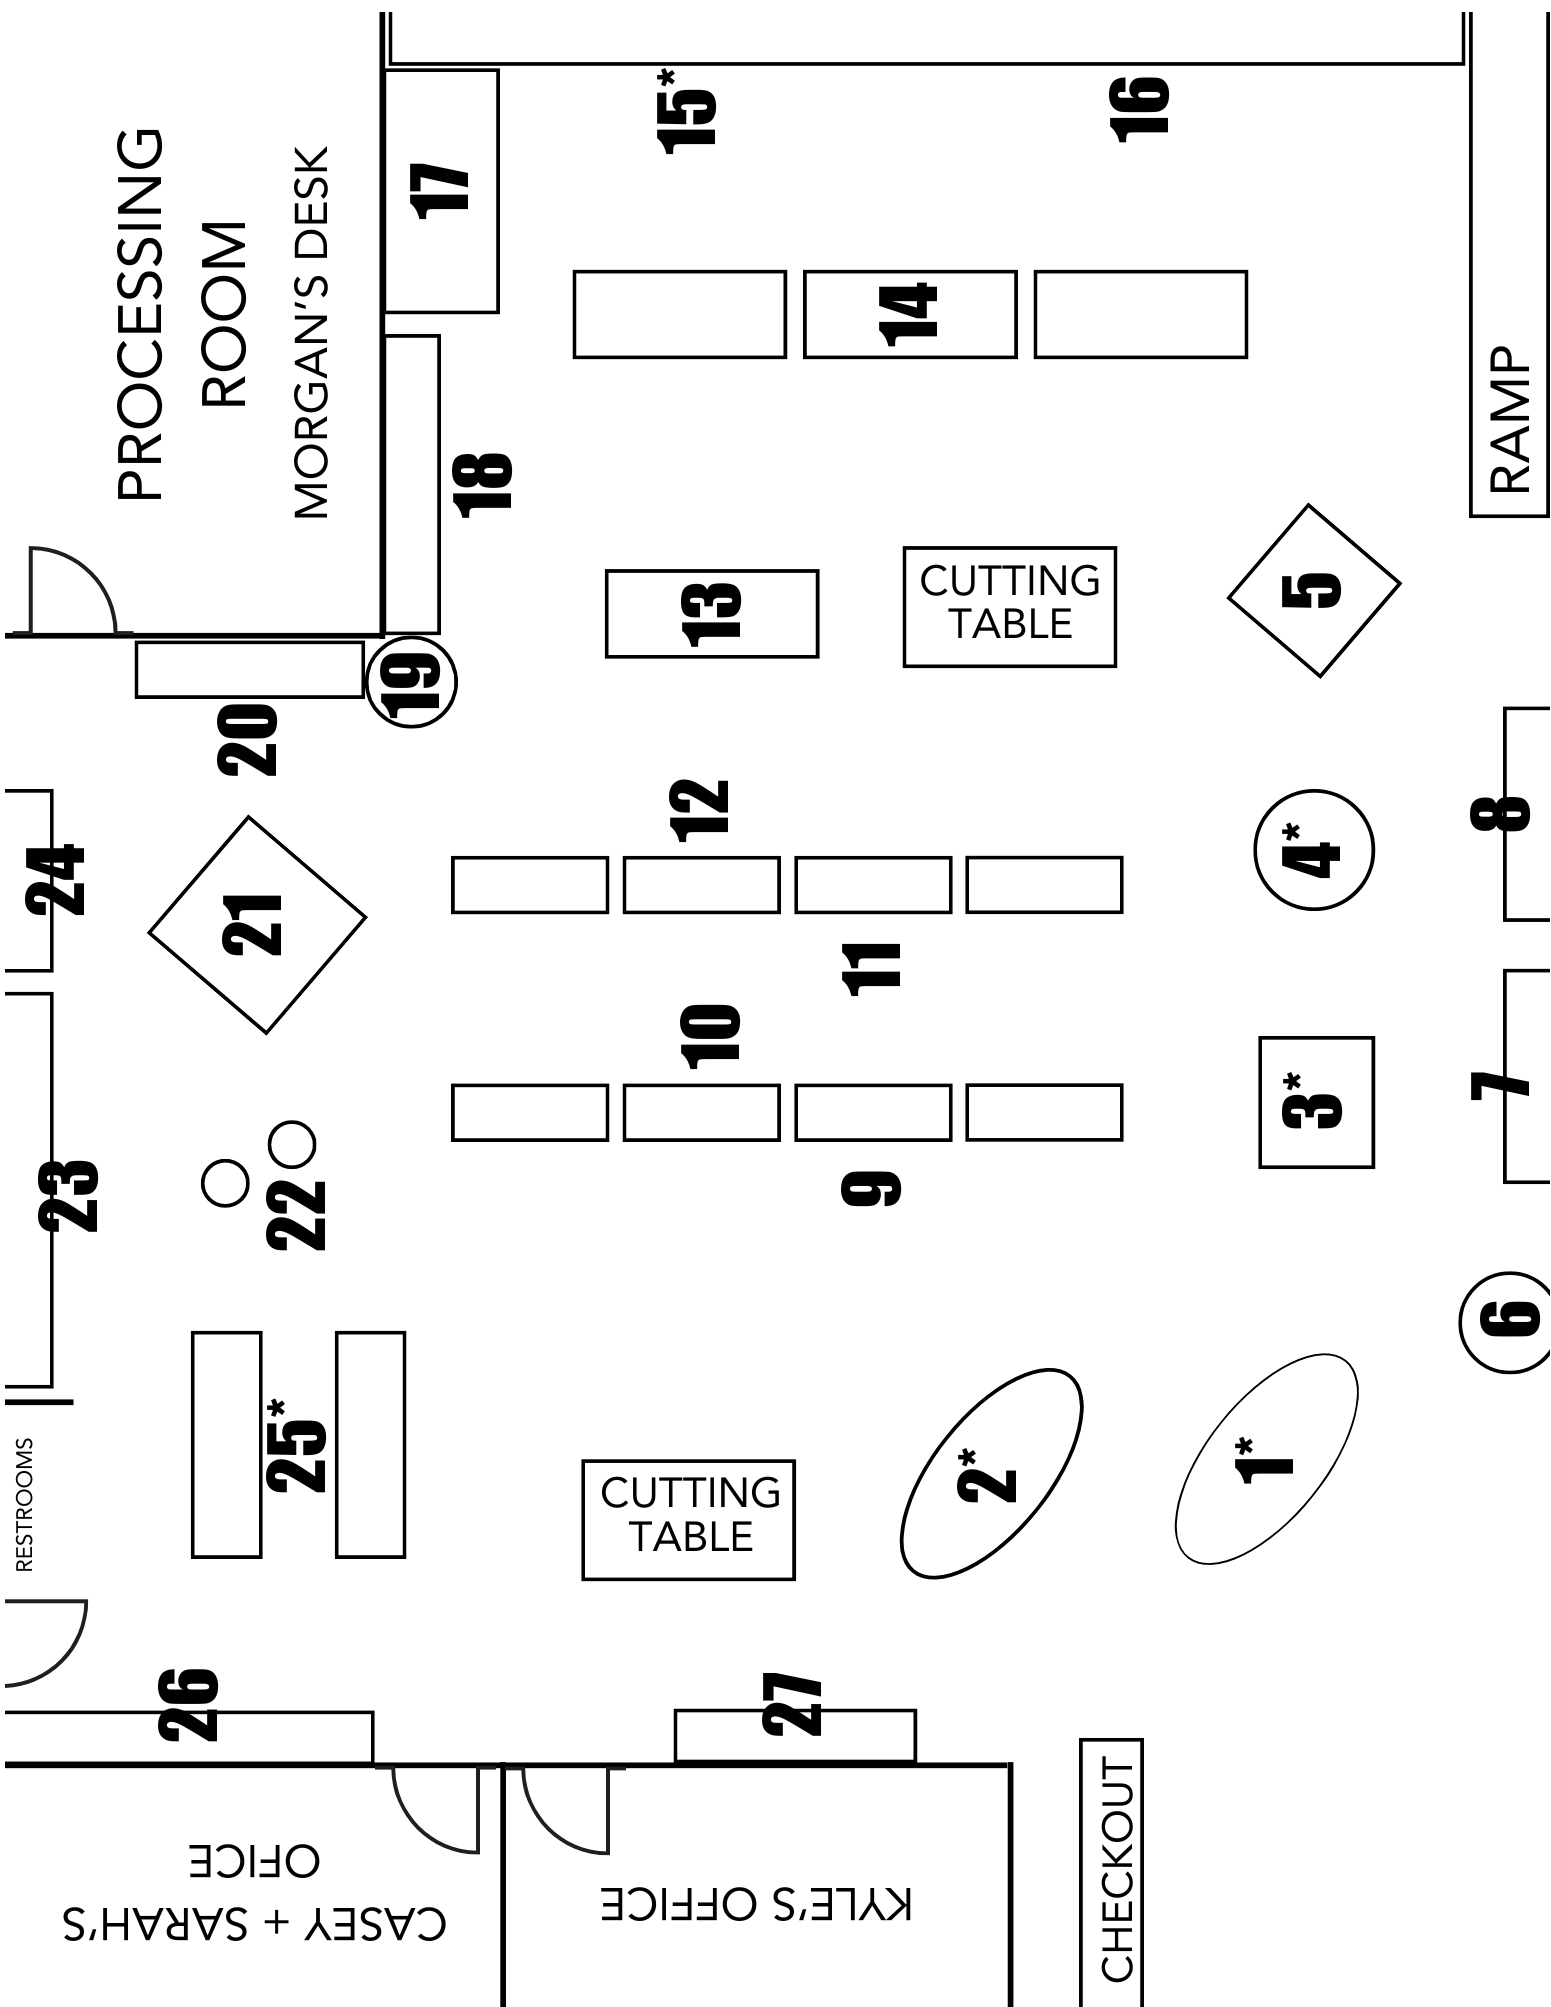 PROCESSING
ROOM
MORGAN'S DESK
15*
16
17
14
18
RAMP
13
CUTTING
TABLE
5
19
20
12
4*
8
24
21
11
10
3*
7
23
22
9
6
25*
RESTROOMS
CUTTING
TABLE
2*
1*
26
27
CASEY + SARAH'S
OFICE
KYLE'S OFFICE
CHECKOUT